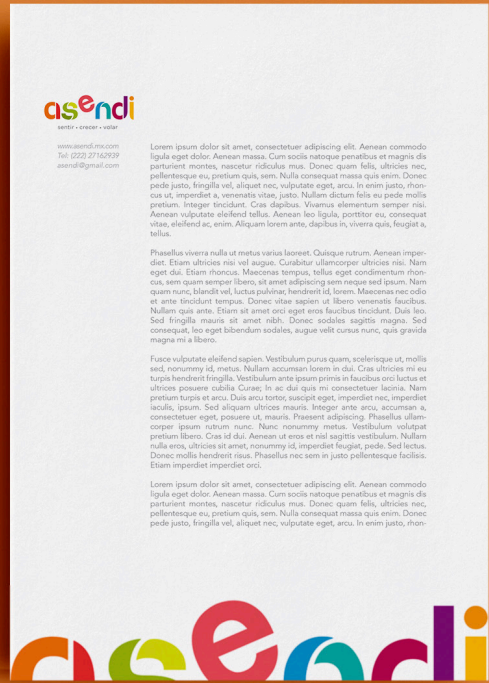 asendi
sentir • crecer • volar
www.asendi.mx.com
Tel: (222) 27162939
asendi@gmail.com
Lorem ipsum dolor sit amet, consectetuer adipiscing elit. Aenean commodo
ligula eget dolor. Aenean massa. Cum sociis natoque penatibus et magnis dis
parturient montes, nascetur ridiculus mus. Donec quam felis, ultricies nec,
pellentesque eu, pretium quis, sem. Nulla consequat massa quis enim. Donec
pede justo, fringilla vel, aliquet nec, vulputate eget, arcu. In enim justo, rhon-
cus ut, imperdiet a, venenatis vitae, justo. Nullam dictum felis eu pede mollis
pretium. Integer tincidunt. Cras dapibus. Vivamus elementum semper nisi.
Aenean vulputate eleifend tellus. Aenean leo ligula, porttitor eu, consequat
vitae, eleifend ac, enim. Aliquam lorem ante, dapibus in, viverra quis, feugiat a,
tellus.
Phasellus viverra nulla ut metus varius laoreet. Quisque rutrum. Aenean imper-
diet. Etiam ultricies nisi vel augue. Curabitur ullamcorper ultricies nisi. Nam
eget dui. Etiam rhoncus. Maecenas tempus, tellus eget condimentum rhon-
cus, sem quam semper libero, sit amet adipiscing sem neque sed ipsum. Nam
quam nunc, blandit vel, luctus pulvinar, hendrerit id, lorem. Maecenas nec odio
et ante tincidunt tempus. Donec vitae sapien ut libero venenatis faucibus.
Nullam quis ante. Etiam sit amet orci eget eros faucibus tincidunt. Duis leo.
Sed fringilla mauris sit amet nibh. Donec sodales sagittis magna. Sed
consequat, leo eget bibendum sodales, augue velit cursus nunc, quis gravida
magna mi a libero.
Fusce vulputate eleifend sapien. Vestibulum purus quam, scelerisque ut, mollis
sed, nonummy id, metus. Nullam accumsan lorem in dui. Cras ultricies mi eu
turpis hendrerit fringilla. Vestibulum ante ipsum primis in faucibus orci luctus et
ultrices posuere cubilia Curae; In ac dui quis mi consectetuer lacinia. Nam
pretium turpis et arcu. Duis arcu tortor, suscipit eget, imperdiet nec, imperdiet
iaculis, ipsum. Sed aliquam ultrices mauris. Integer ante arcu, accumsan a,
consectetuer eget, posuere ut, mauris. Praesent adipiscing. Phasellus ullam-
corper ipsum rutrum nunc. Nunc nonummy metus. Vestibulum volutpat
pretium libero. Cras id dui. Aenean ut eros et nisl sagittis vestibulum. Nullam
nulla eros, ultricies sit amet, nonummy id, imperdiet feugiat, pede. Sed lectus.
Donec mollis hendrerit risus. Phasellus nec sem in justo pellentesque facilisis.
Etiam imperdiet imperdiet orci.
Lorem ipsum dolor sit amet, consectetuer adipiscing elit. Aenean commodo
ligula eget dolor. Aenean massa. Cum sociis natoque penatibus et magnis dis
parturient montes, nascetur ridiculus mus. Donec quam felis, ultricies nec,
pellentesque eu, pretium quis, sem. Nulla consequat massa quis enim. Donec
pede justo, fringilla vel, aliquet nec, vulputate eget, arcu. In enim justo, rhon-
asendi